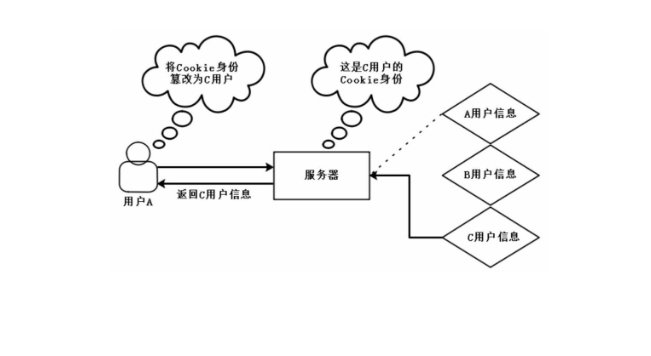 将Cookie身份
篡改为C用户
这是C用户的
Cookie身份
A用户信息
B用户信息
服务器
用户A
返回C用户信息
C用户信息